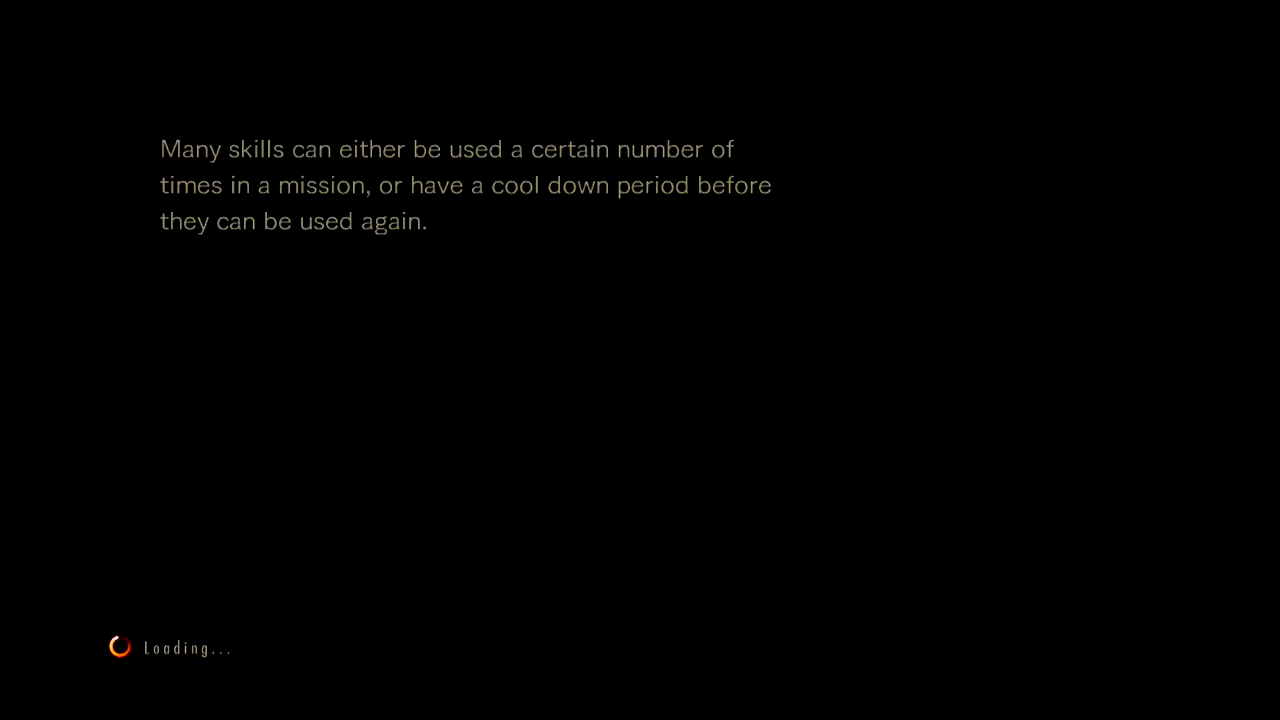 Many skills can either be used a certain number of
times in a mission, or have a cool down period before
they can be used again.
Loading...